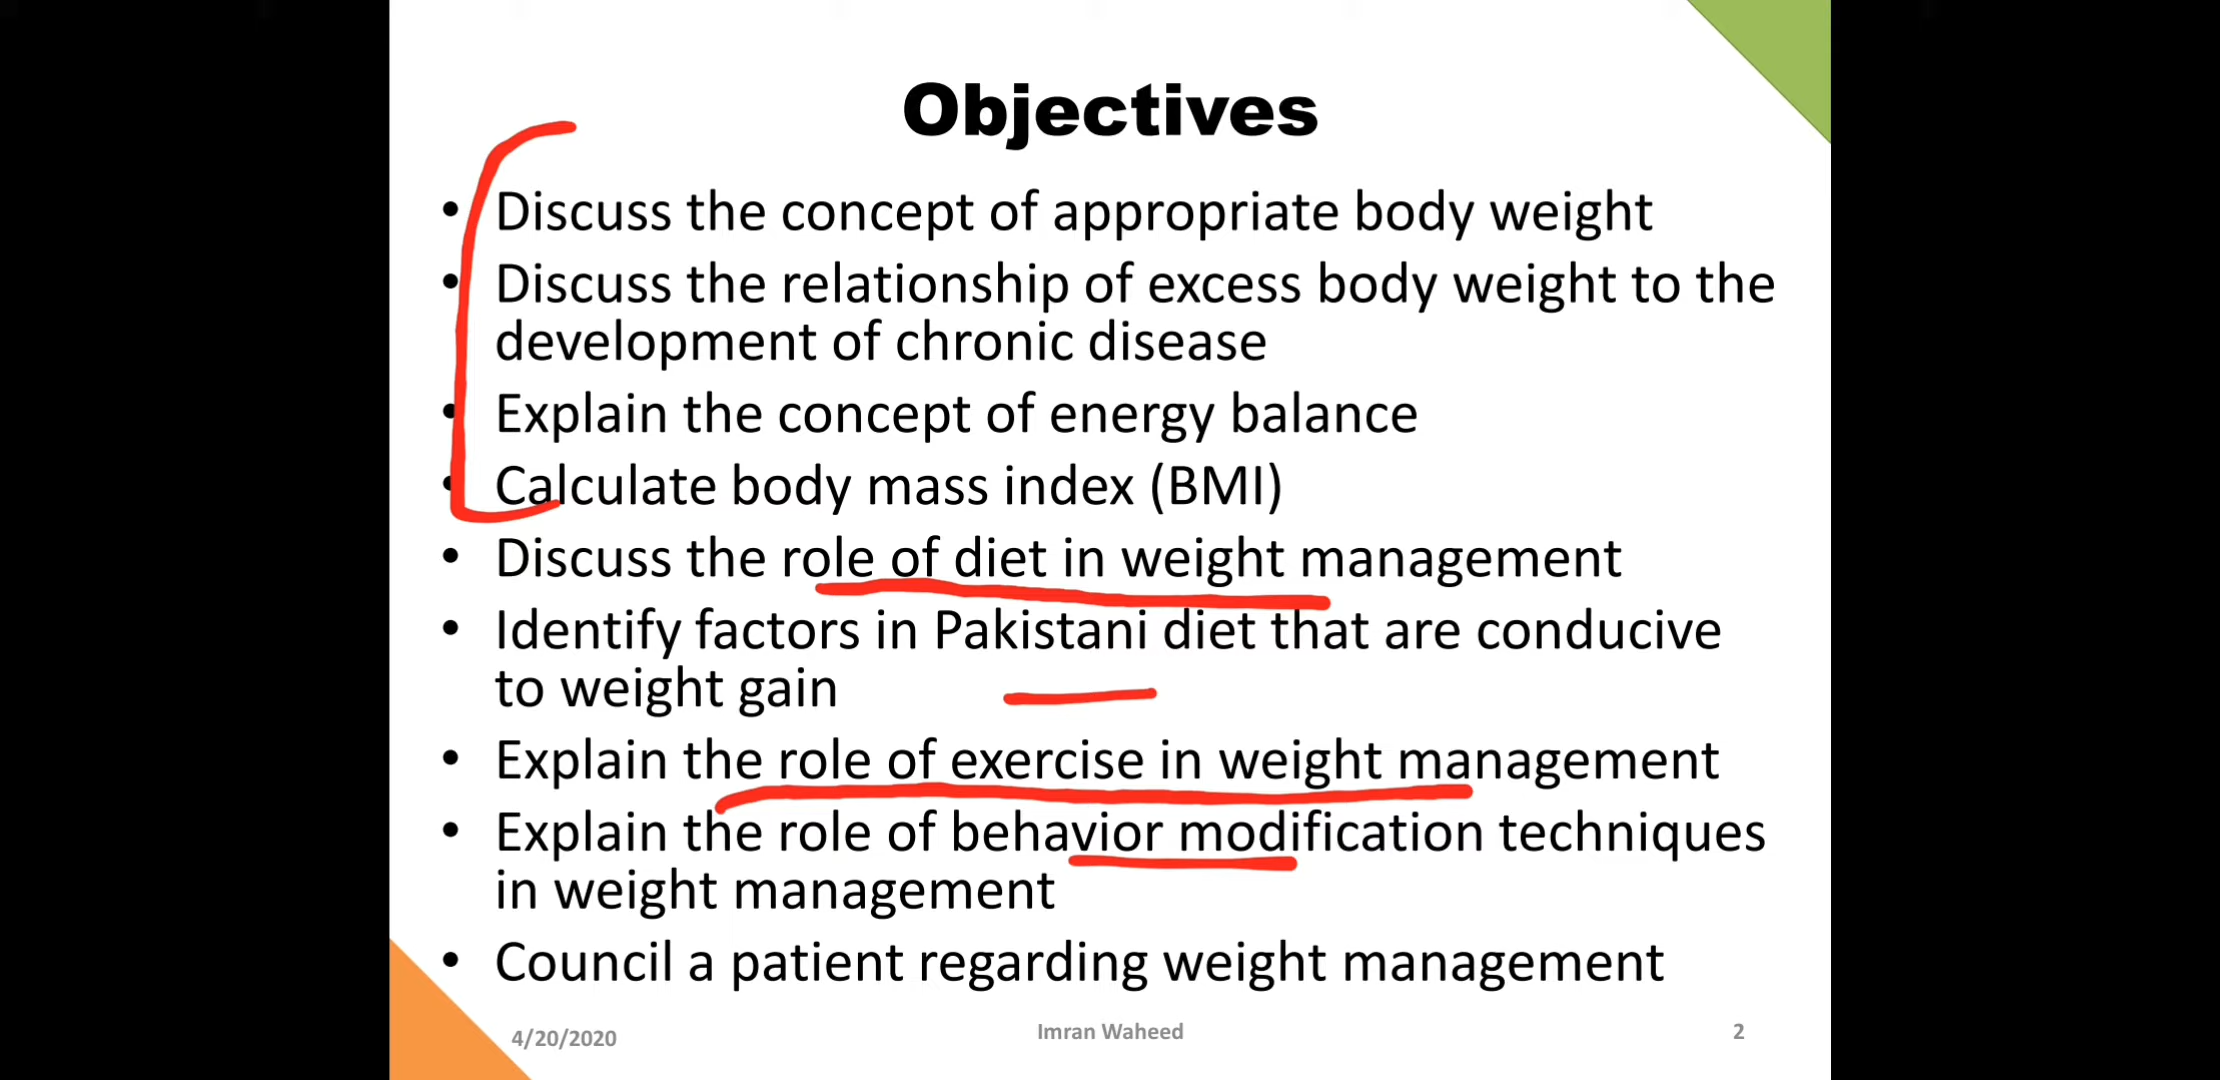 Objectives
• Discuss the concept of appropriate body weight
• Discuss the relationship of excess body weight to the
development of chronic disease
• Explain the concept of energy balance
• Calculate body mass index (BMI)
• Discuss the role of diet in weight management
• Identify factors in Pakistani diet that are conducive
to weight gain
• Explain the role of exercise in weight management
• Explain the role of behavior modification techniques
in weight management
• Council a patient regarding weight management
4/20/2020
Imran Waheed
2